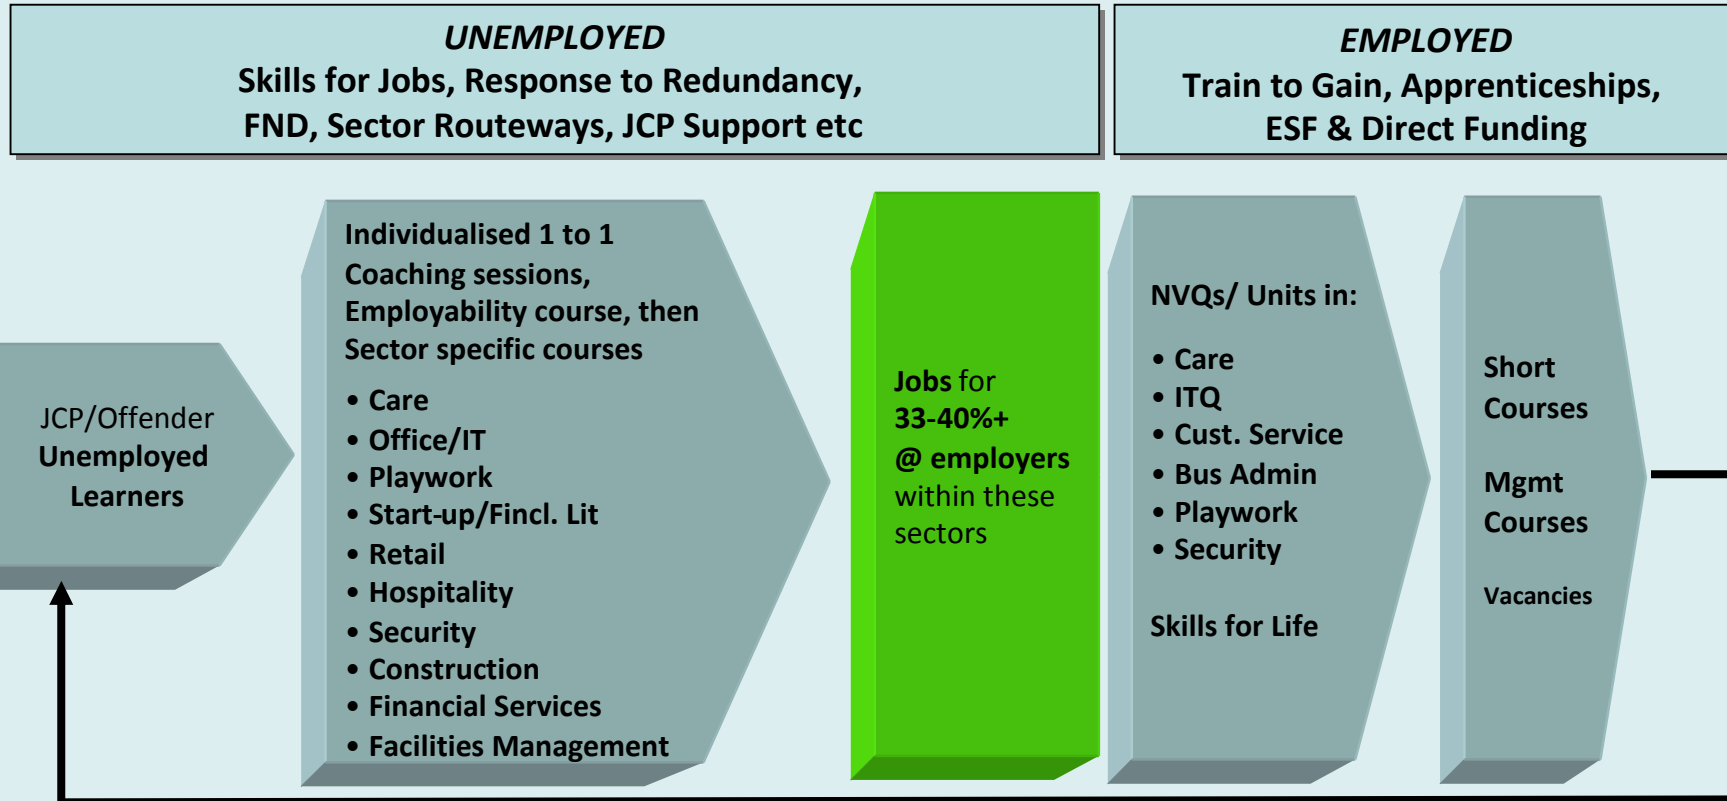 UNEMPLOYED
Skills for Jobs, Response to Redundancy,
FND, Sector Routeways, JCP Support etc
EMPLOYED
Train to Gain, Apprenticeships,
ESF & Direct Funding
JCP/Offender
Unemployed
Learners
Individualised 1 to 1
Coaching sessions,
Employability course, then
Sector specific courses
• Care
• Office/IT
• Playwork
• Start-up/Fincl. Lit
• Retail
• Hospitality
• Security
• Construction
• Financial Services
• Facilities Management
Jobs for
33-40%+
@ employers
within these
sectors
NVQs/ Units in:
• Care
• ITQ
• Cust. Service
• Bus Admin
• Playwork
• Security
Skills for Life
Short
Courses
Mgmt
Courses
Vacancies